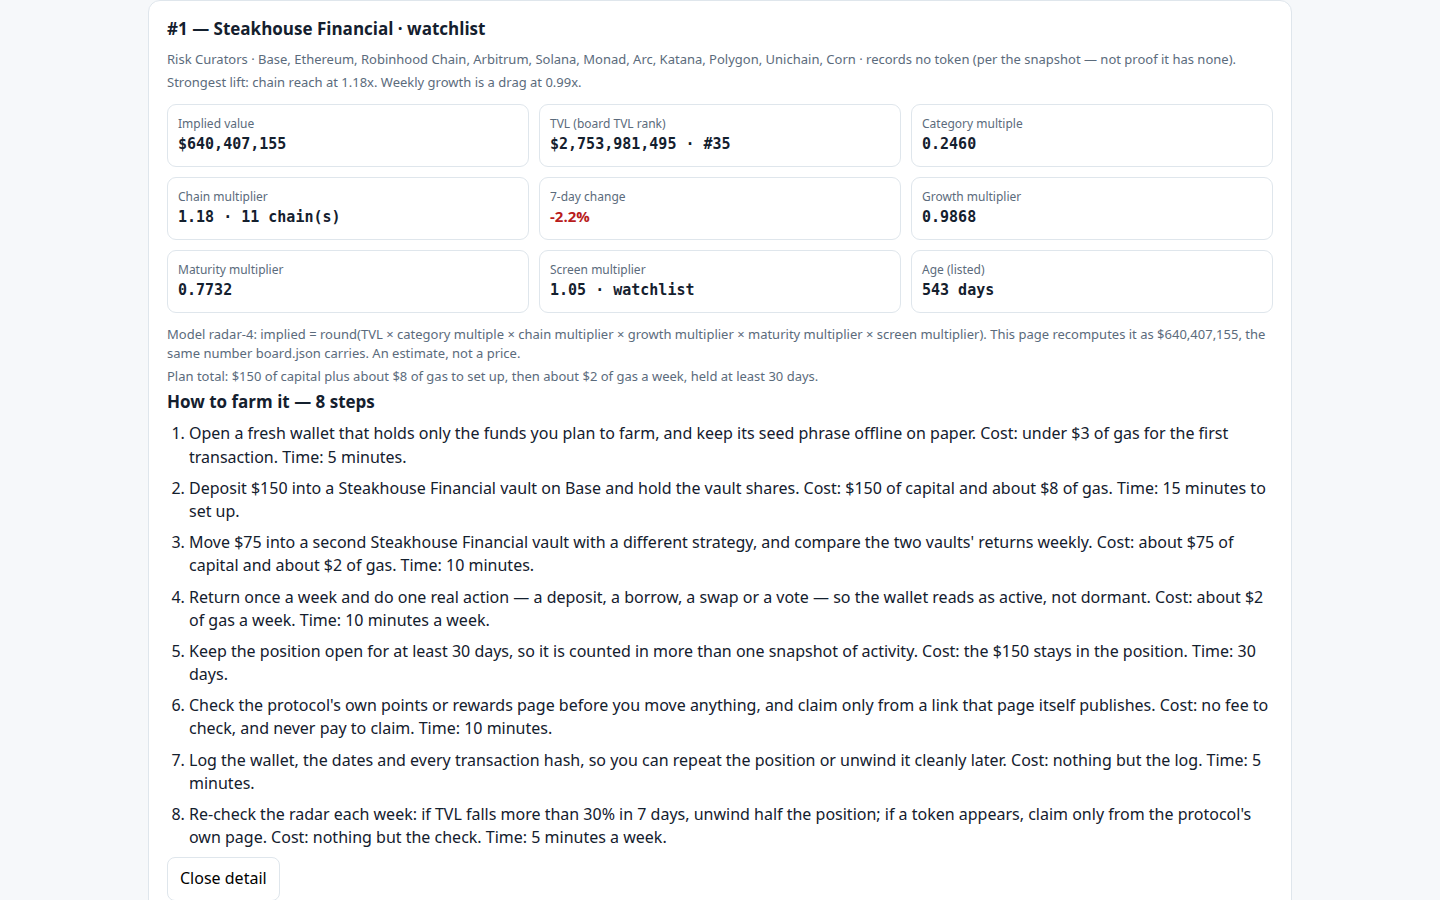 #1 — Steakhouse Financial · watchlist
Risk Curators · Base, Ethereum, Robinhood Chain, Arbitrum, Solana, Monad, Arc, Katana, Polygon, Unichain, Corn · records no token (per the snapshot — not proof it has none).
Strongest lift: chain reach at 1.18x. Weekly growth is a drag at 0.99x.
Implied value
$640,407,155
TVL (board TVL rank)
$2,753,981,495 · #35
Category multiple
0.2460
Chain multiplier
1.18 · 11 chain(s)
7-day change
-2.2%
Growth multiplier
0.9868
Maturity multiplier
0.7732
Screen multiplier
1.05 · watchlist
Age (listed)
543 days
Model radar-4: implied = round(TVL × category multiple × chain multiplier × growth multiplier × maturity multiplier × screen multiplier). This page recomputes it as $640,407,155, the
same number board.json carries. An estimate, not a price.
Plan total: $150 of capital plus about $8 of gas to set up, then about $2 of gas a week, held at least 30 days.
How to farm it — 8 steps
1. Open a fresh wallet that holds only the funds you plan to farm, and keep its seed phrase offline on paper. Cost: under $3 of gas for the first
transaction. Time: 5 minutes.
2. Deposit $150 into a Steakhouse Financial vault on Base and hold the vault shares. Cost: $150 of capital and about $8 of gas. Time: 15 minutes to
set up.
3. Move $75 into a second Steakhouse Financial vault with a different strategy, and compare the two vaults' returns weekly. Cost: about $75 of
capital and about $2 of gas. Time: 10 minutes.
4. Return once a week and do one real action — a deposit, a borrow, a swap or a vote — so the wallet reads as active, not dormant. Cost: about $2
of gas a week. Time: 10 minutes a week.
5. Keep the position open for at least 30 days, so it is counted in more than one snapshot of activity. Cost: the $150 stays in the position. Time: 30
days.
6. Check the protocol's own points or rewards page before you move anything, and claim only from a link that page itself publishes. Cost: no fee to
check, and never pay to claim. Time: 10 minutes.
7. Log the wallet, the dates and every transaction hash, so you can repeat the position or unwind it cleanly later. Cost: nothing but the log. Time: 5
minutes.
8. Re-check the radar each week: if TVL falls more than 30% in 7 days, unwind half the position; if a token appears, claim only from the protocol's
own page. Cost: nothing but the check. Time: 5 minutes a week.
Close detail